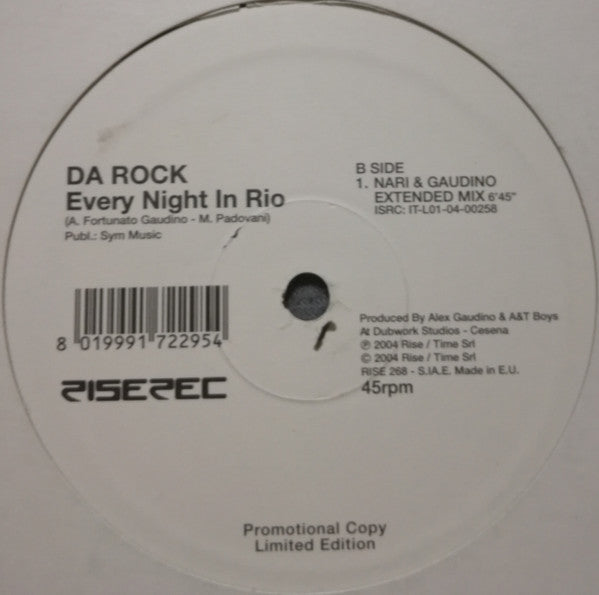 DA ROCK
Every Night In Rio
(A. Fortunato Gaudino - M. Padovani)
Publ.: Sym Music
B SIDE
1. NARI & GAUDINO
EXTENDED MIX 6'45"
ISRC: IT-L01-04-00258
8 019991 722954
RISEREC
Produced By Alex Gaudino & A&T Boys
At Dubwork Studios - Cesena
℗ 2004 Rise / Time Srl
© 2004 Rise / Time Srl
RISE 268 - S.I.A.E. Made in E.U.
45rpm
Promotional Copy
Limited Edition